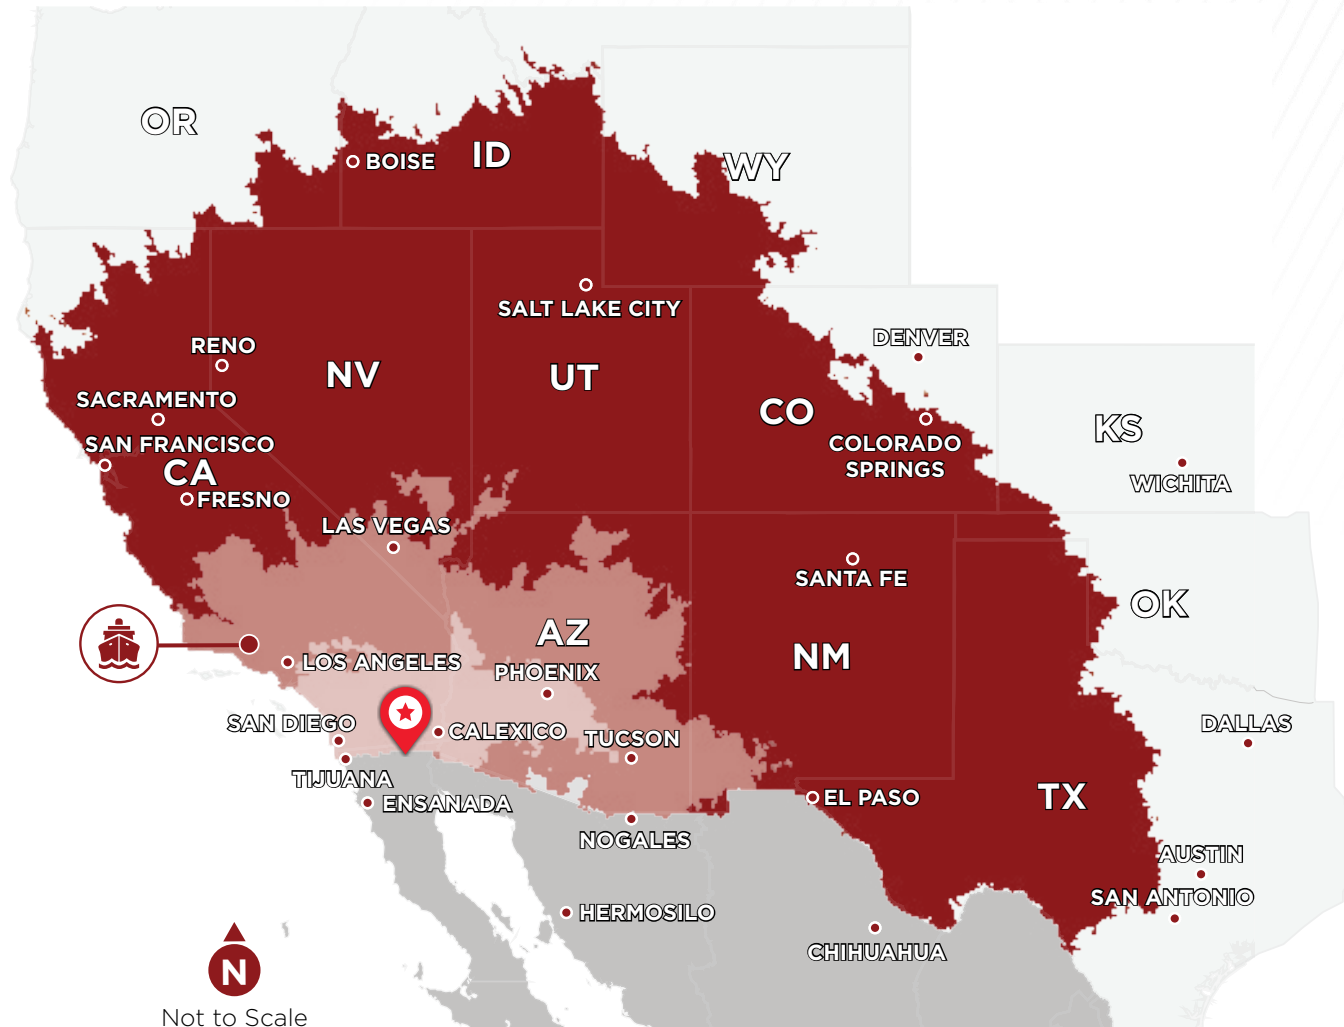 OR
BOISE
ID
WY
SALT LAKE CITY
RENO
NV
UT
DENVER
SACRAMENTO
CO
SAN FRANCISCO
COLORADO
SPRINGS
KS
CA
WICHITA
FRESNO
LAS VEGAS
SANTA FE
OK
AZ
NM
LOS ANGELES
PHOENIX
SAN DIEGO
CALEXICO
TUCSON
DALLAS
TIJUANA
ENSANADA
EL PASO
TX
NOGALES
AUSTIN
SAN ANTONIO
HERMOSILO
CHIHUAHUA
N
Not to Scale